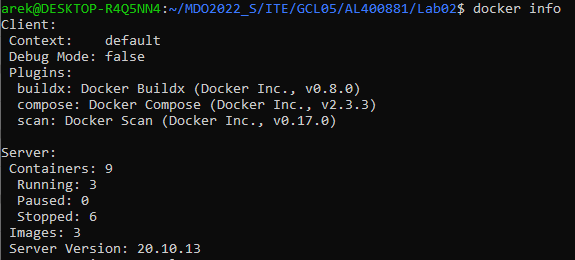 arek@DESKTOP-R4Q5NN4:~/MDO2022_S/ITE/GCL05/AL400881/Lab02$ docker info
Client:
 Context:    default
 Debug Mode: false
 Plugins:
  buildx: Docker Buildx (Docker Inc., v0.8.0)
  compose: Docker Compose (Docker Inc., v2.3.3)
  scan: Docker Scan (Docker Inc., v0.17.0)

Server:
 Containers: 9
  Running: 3
  Paused: 0
  Stopped: 6
 Images: 3
 Server Version: 20.10.13